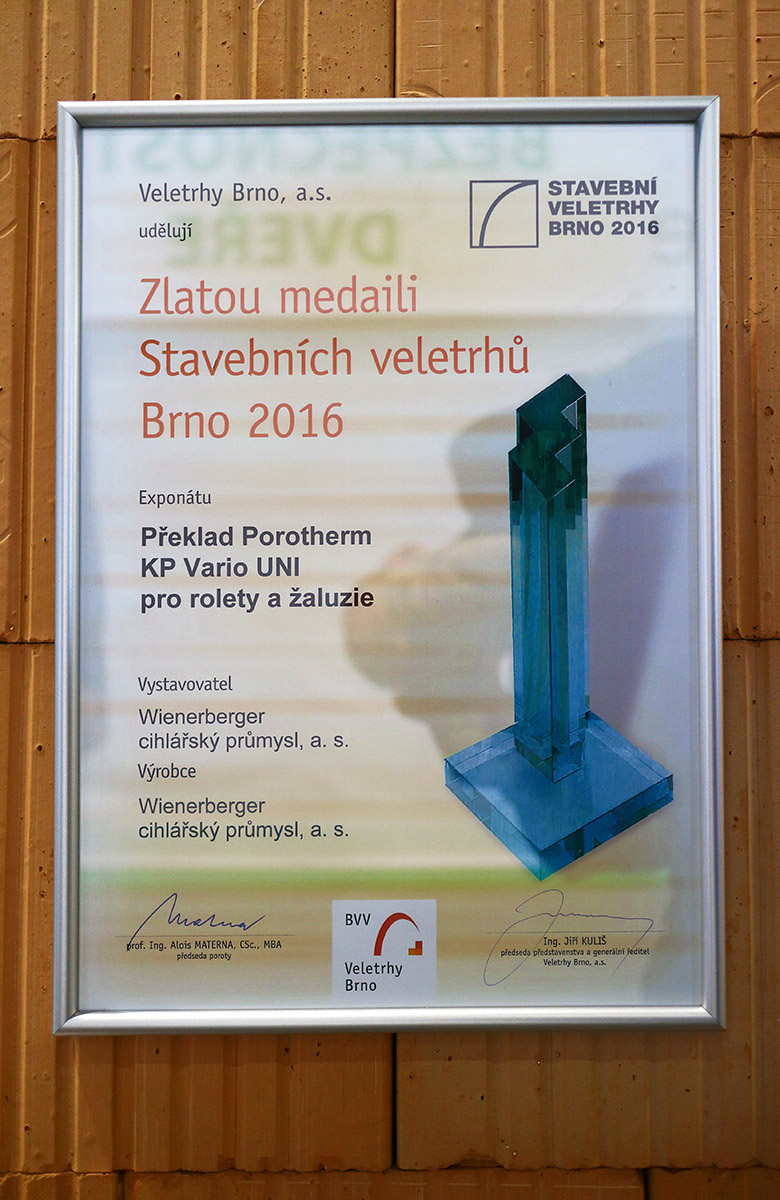 Veletrhy Brno, a.s.
udělují
STAVEBNÍ
VELETRHY
BRNO 2016
Zlatou medaili
Stavebních veletrhů
Brno 2016
Exponátu
Překlad Porotherm
KP Vario UNI
pro rolety a žaluzie
Vystavovatel
Wienerberger
cihlářský průmysl, a. s.
Výrobce
Wienerberger
cihlářský průmysl, a. s.
prof. Ing. Alois MATERNA, CSc., MBA
předseda poroty
BVV
Veletrhy
Brno
Ing. Jiří KULIŠ
předseda představenstva a generální ředitel
Veletrhy Brno, a.s.
BEZPEČNOST
DVEŘE